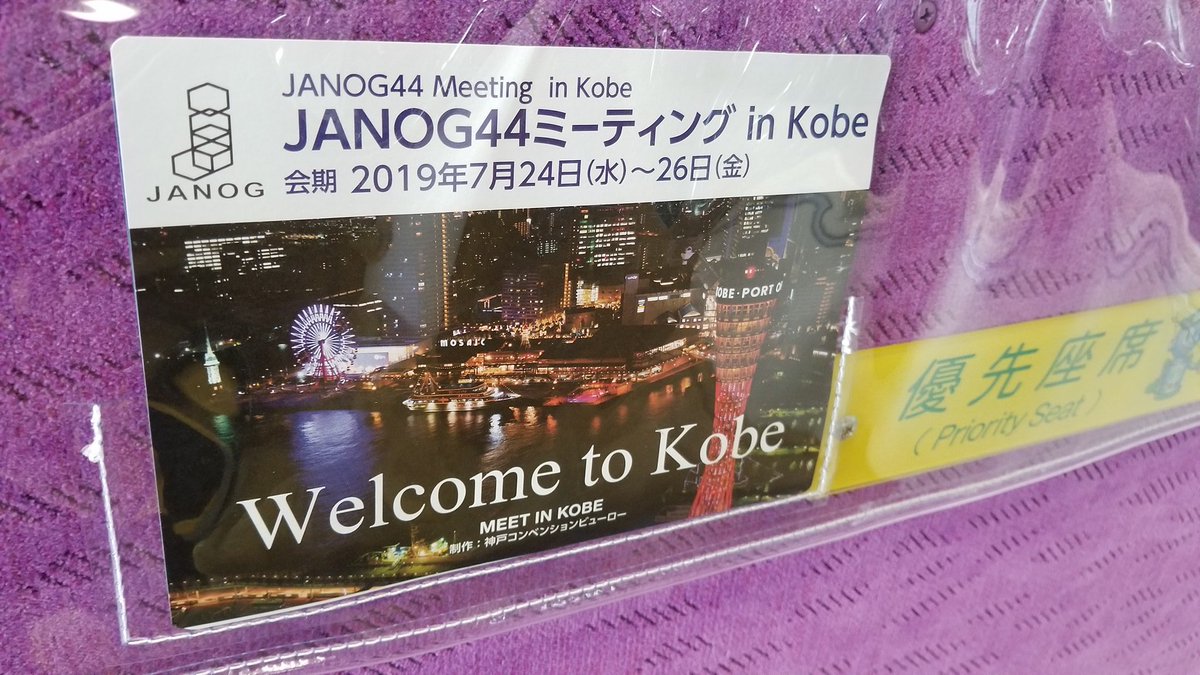 JANOG44 Meeting in Kobe
JANOG44ミーティング in Kobe
会期 2019年7月24日(水)～26日(金)
JANOG
KOBE・PORT
MOSAIC
Welcome to Kobe
MEET IN KOBE
制作：神戸コンベンションビューロー
優先座席
( Priority Seat )